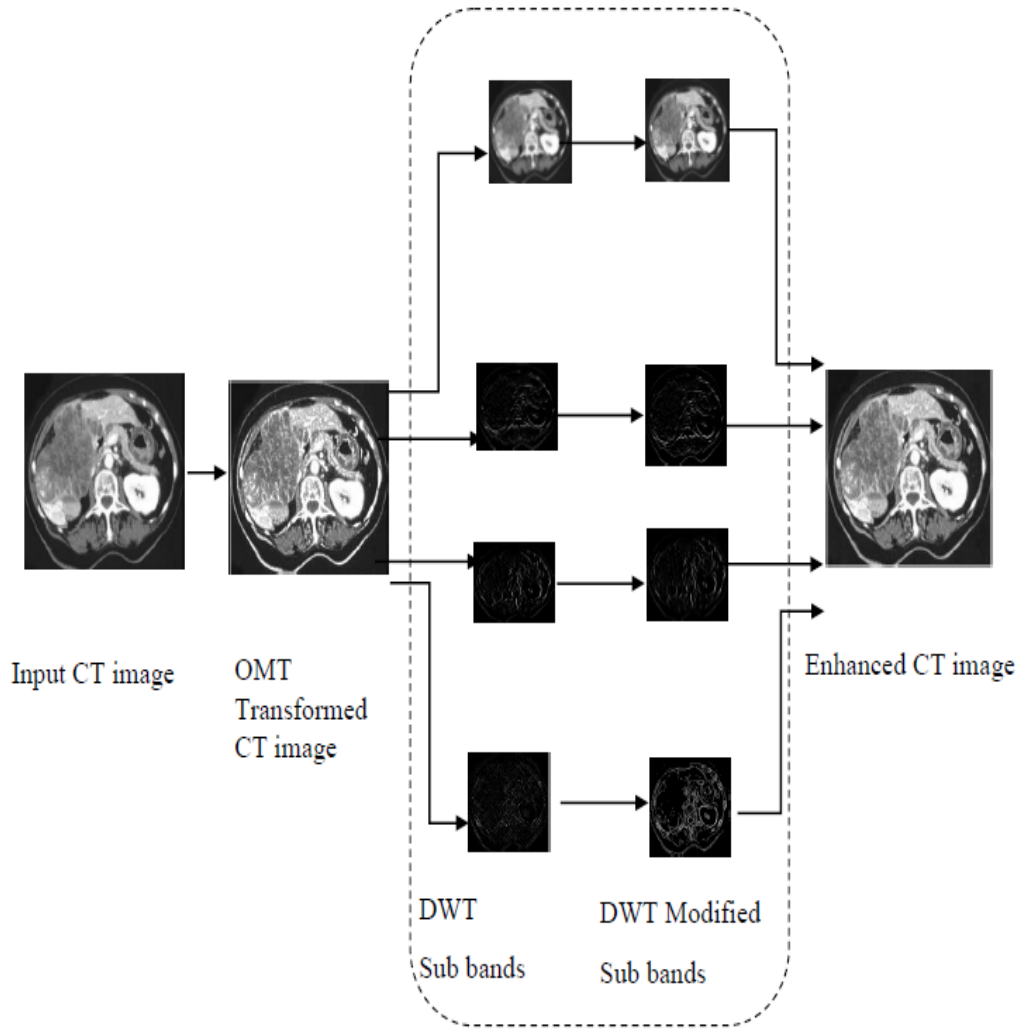 Input CT image
OMT
Transformed
CT image
DWT
Sub bands
DWT Modified
Sub bands
Enhanced CT image